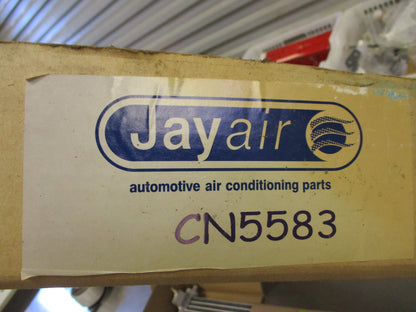 Jayair
automotive air conditioning parts
CN5583